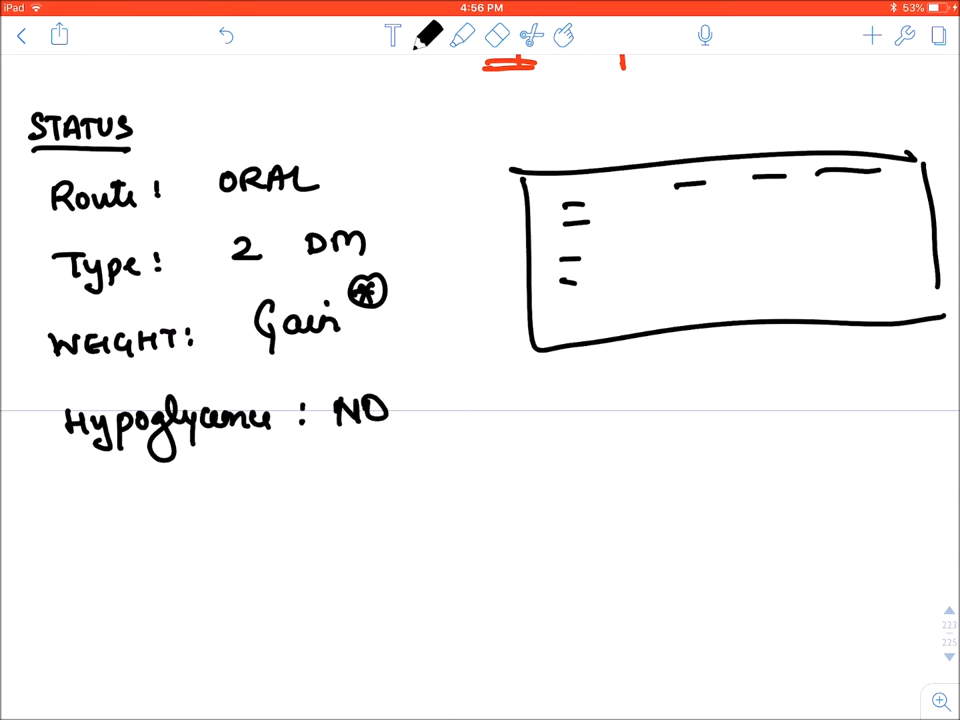 iPad 4:56 PM 53%
T
STATUS
Route: ORAL
Type: 2 DM
WEIGHT: Gain
Hypoglycemia: NO
223
225